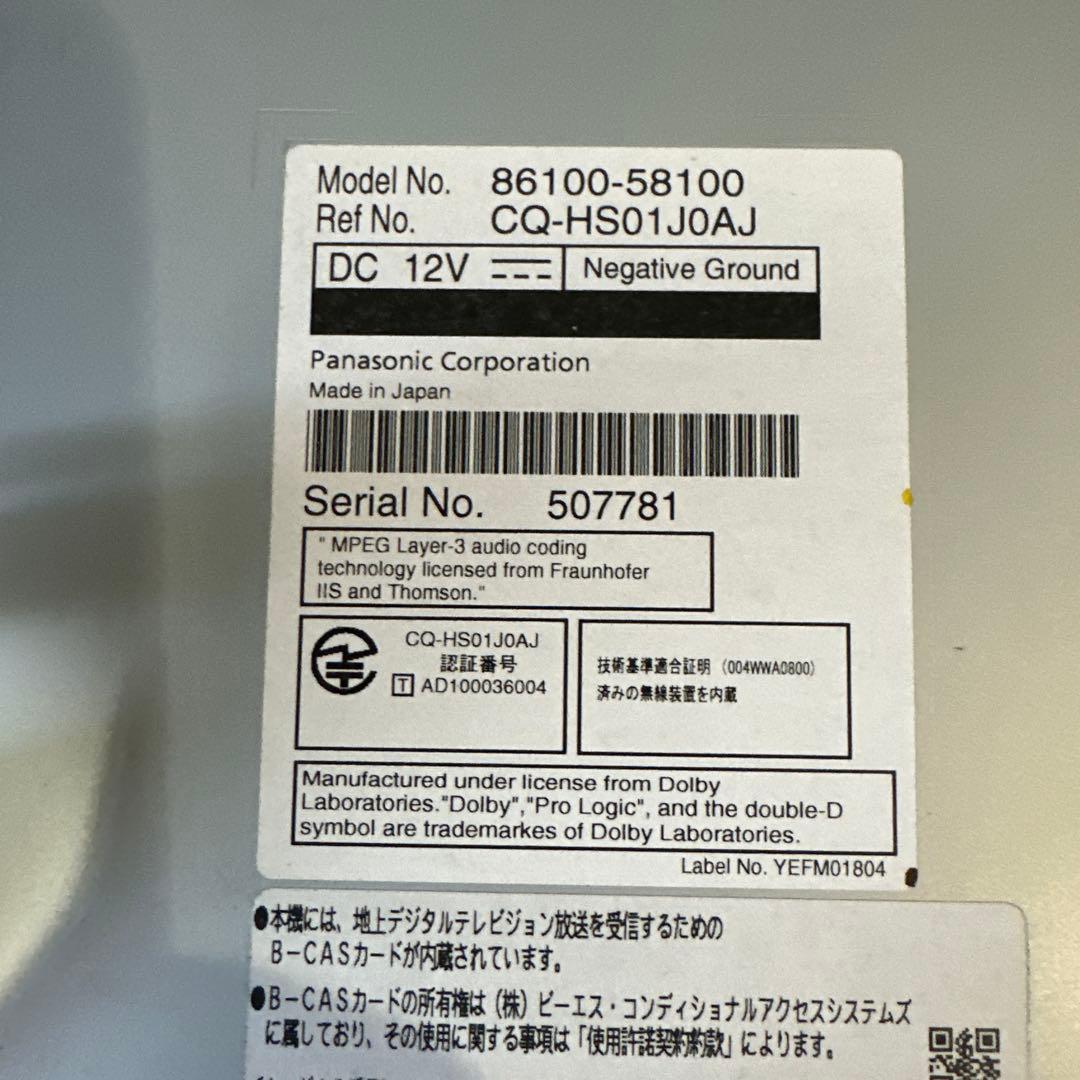 Model No. 86100-58100
Ref No. CQ-HS01J0AJ
DC 12V Negative Ground
Panasonic Corporation
Made in Japan
Serial No. 507781
" MPEG Layer-3 audio coding
technology licensed from Fraunhofer
IIS and Thomson."
CQ-HS01J0AJ
認証番号
T AD100036004
技術基準適合証明 (004WWA0800)
済みの無線装置を内蔵
Manufactured under license from Dolby
Laboratories."Dolby","Pro Logic", and the double-D
symbol are trademarkes of Dolby Laboratories.
Label No. YEFM01804
●本機には、地上デジタルテレビジョン放送を受信するための
B-CASカードが内蔵されています。
●B-CASカードの所有権は(株)ビーエス・コンディショナルアクセスシステムズ
に属しており、その使用に関する事項は「使用許諾契約約款」によります。